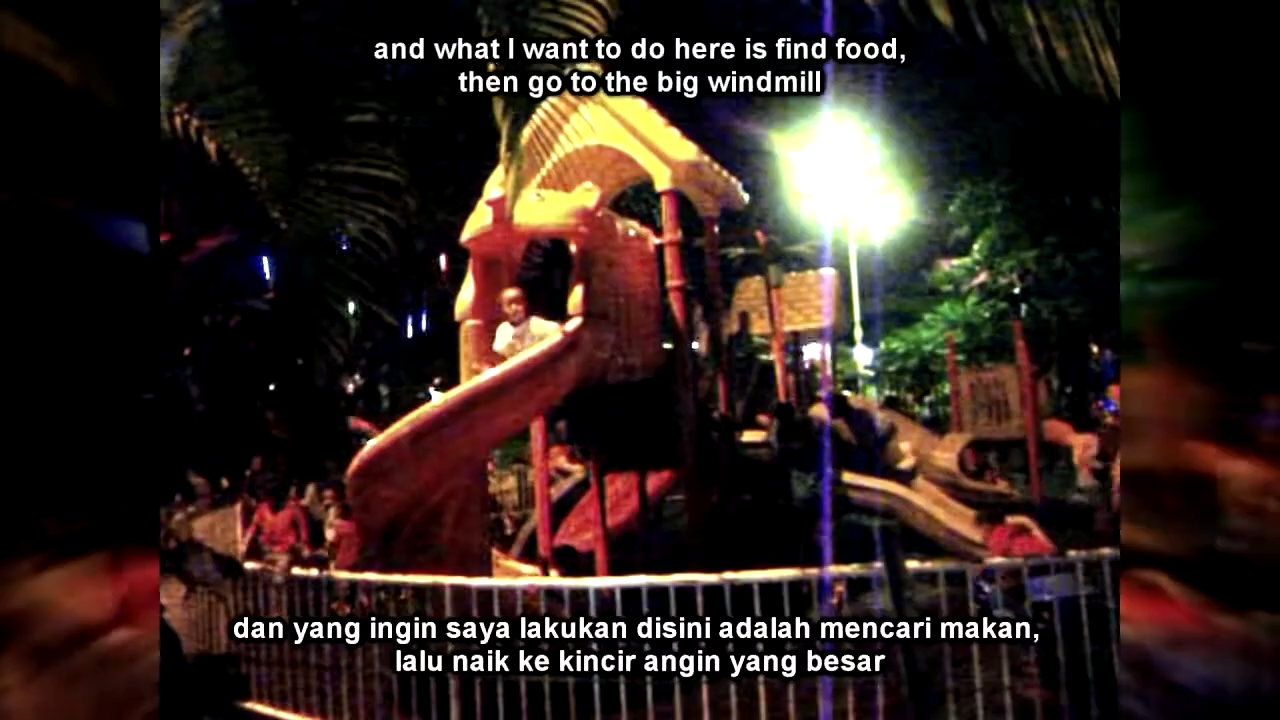 and what I want to do here is find food,
then go to the big windmill
dan yang ingin saya lakukan disini adalah mencari makan,
lalu naik ke kincir angin yang besar